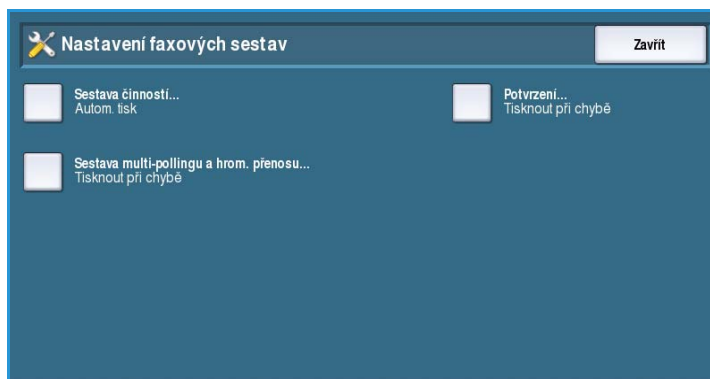 Nastavení faxových sestav
Zavřít
Sestava činností...
Autom. tisk
Potvrzení...
Tisknout při chybě
Sestava multi-pollingu a hrom. přenosu...
Tisknout při chybě